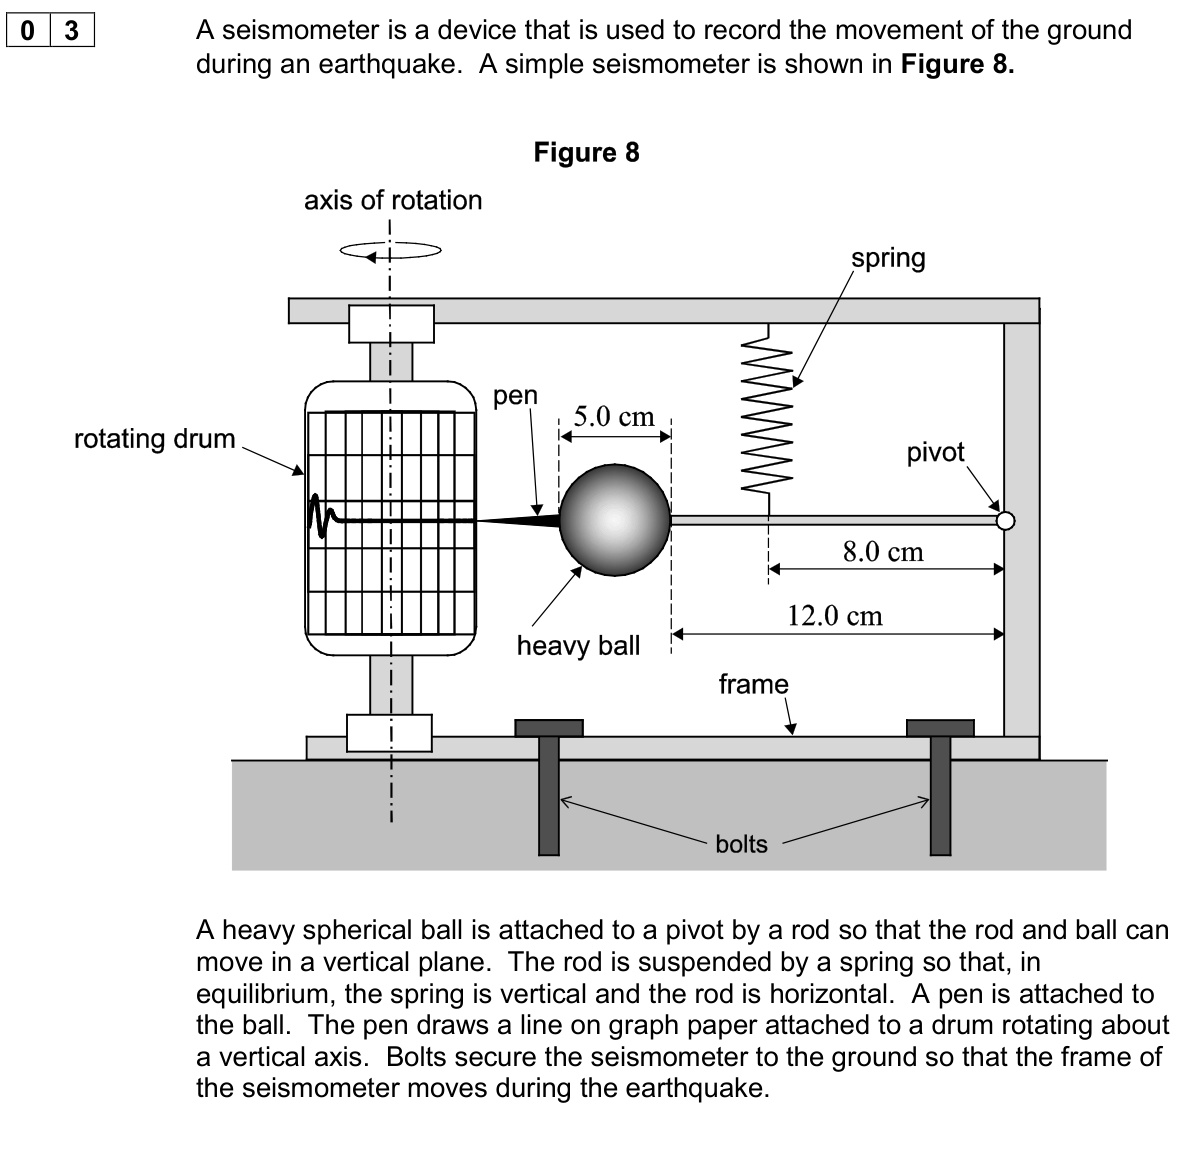 0 3
A seismometer is a device that is used to record the movement of the ground
during an earthquake. A simple seismometer is shown in Figure 8.
Figure 8
axis of rotation
spring
pen
5.0 cm
rotating drum
pivot
8.0 cm
12.0 cm
heavy ball
frame
bolts
A heavy spherical ball is attached to a pivot by a rod so that the rod and ball can
move in a vertical plane. The rod is suspended by a spring so that, in
equilibrium, the spring is vertical and the rod is horizontal. A pen is attached to
the ball. The pen draws a line on graph paper attached to a drum rotating about
a vertical axis. Bolts secure the seismometer to the ground so that the frame of
the seismometer moves during the earthquake.